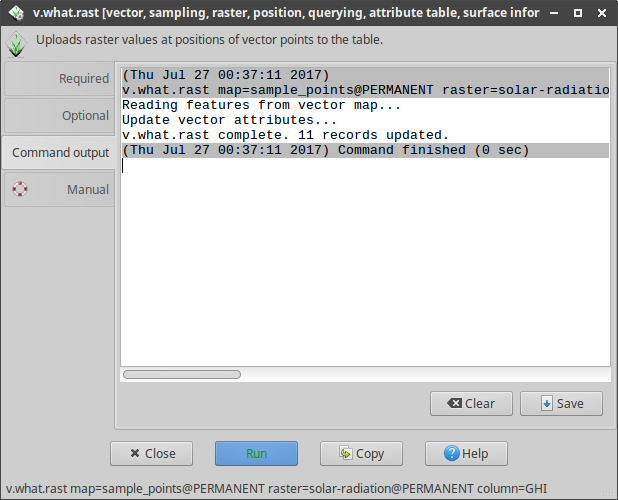 v.what.rast [vector, sampling, raster, position, querying, attribute table, surface infor
Uploads raster values at positions of vector points to the table.
Required
Optional
Command output
Manual
(Thu Jul 27 00:37:11 2017)
v.what.rast map=sample_points@PERMANENT raster=solar-radiatio
Reading features from vector map...
Update vector attributes...
v.what.rast complete. 11 records updated.
(Thu Jul 27 00:37:11 2017) Command finished (0 sec)
Clear
Save
Close
Run
Copy
Help
v.what.rast map=sample_points@PERMANENT raster=solar-radiation@PERMANENT column=GHI